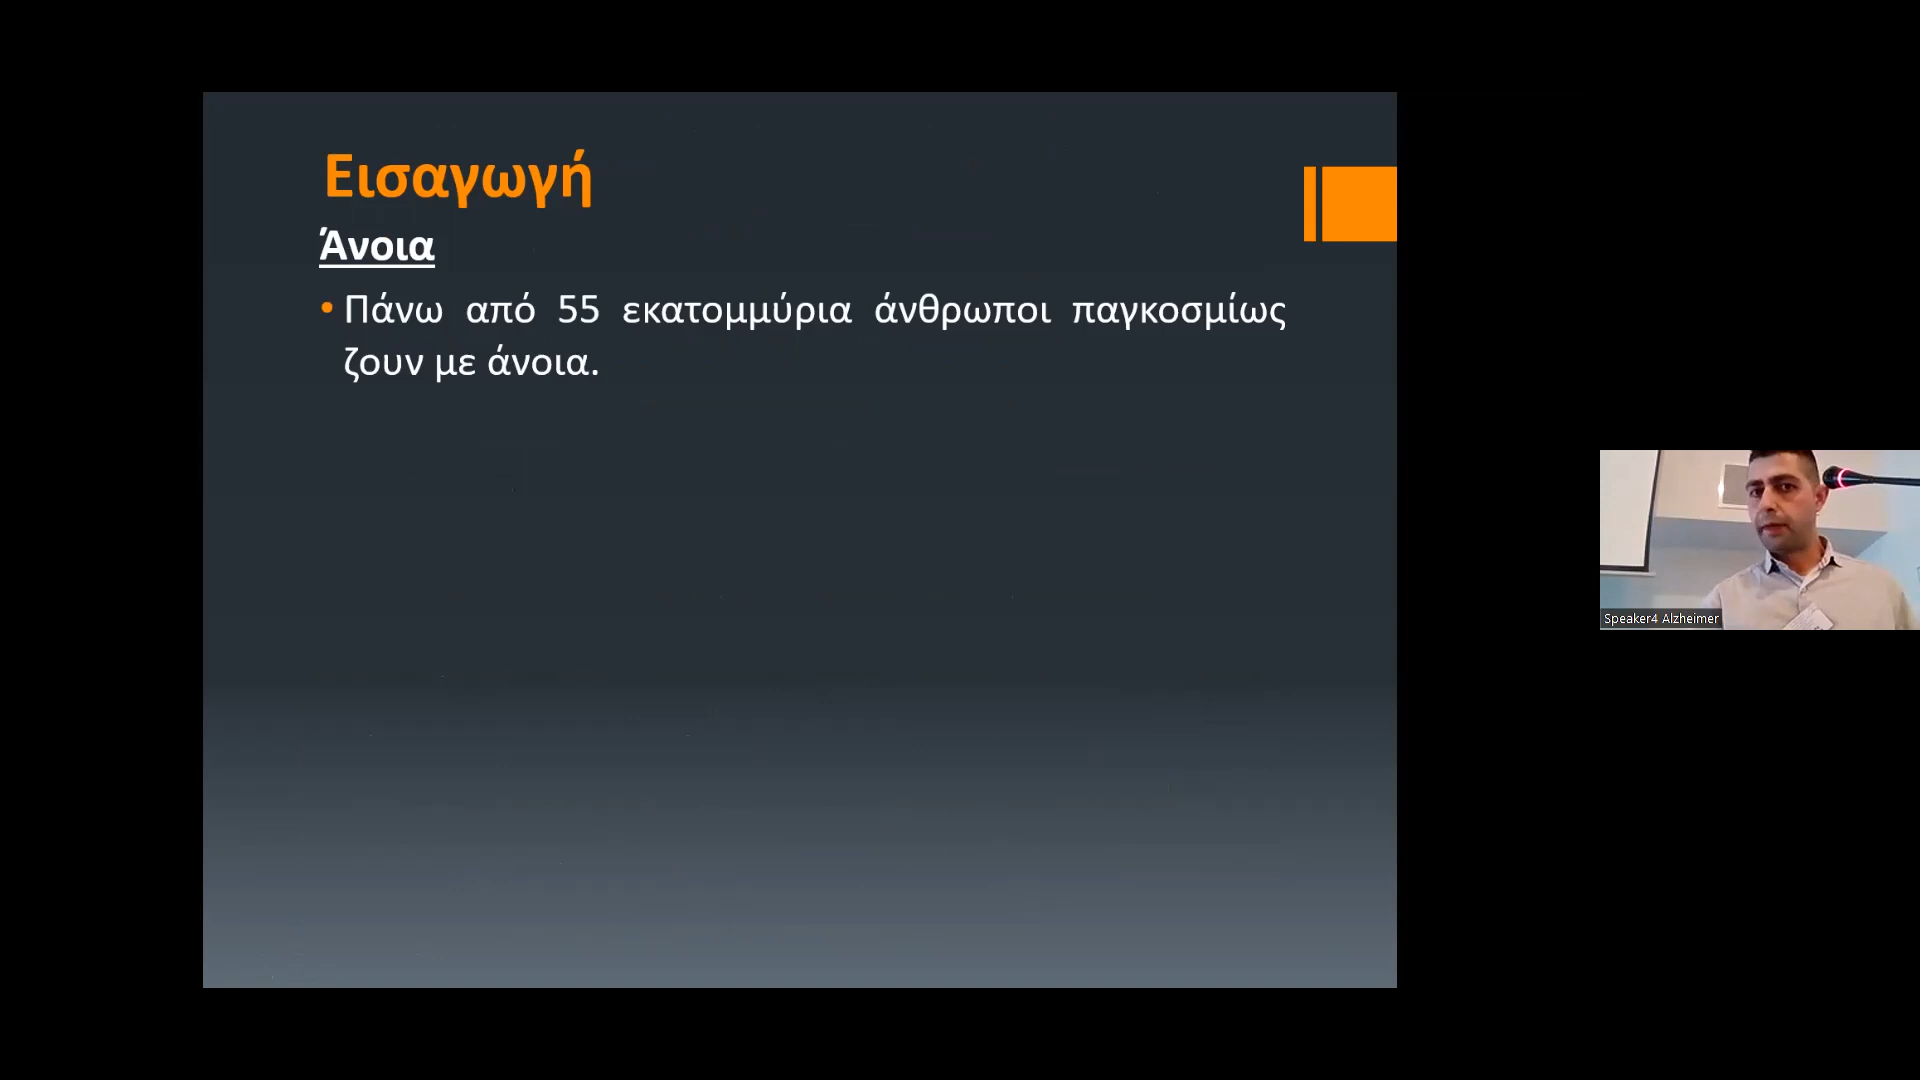 Εισαγωγή
Άνοια
• Πάνω από 55 εκατομμύρια άνθρωποι παγκοσμίως
ζουν με άνοια.
Speaker4 Alzheimer